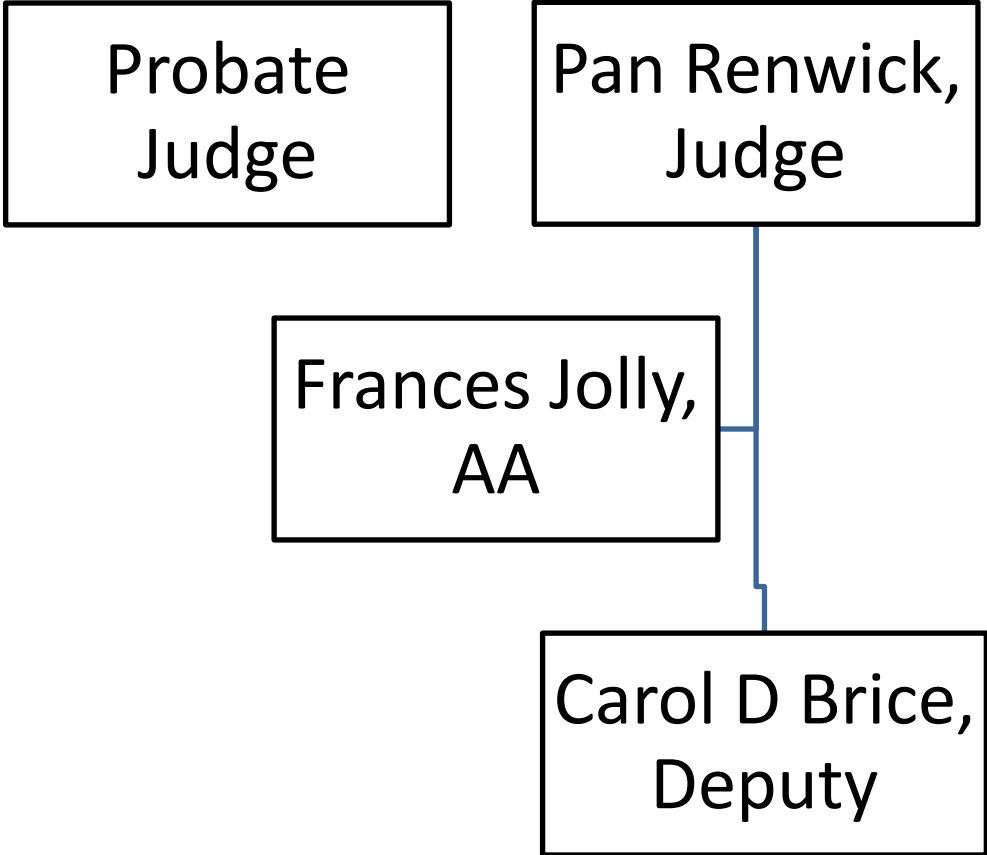 Probate
Judge
Pan Renwick,
Judge
Frances Jolly,
AA
Carol D Brice,
Deputy